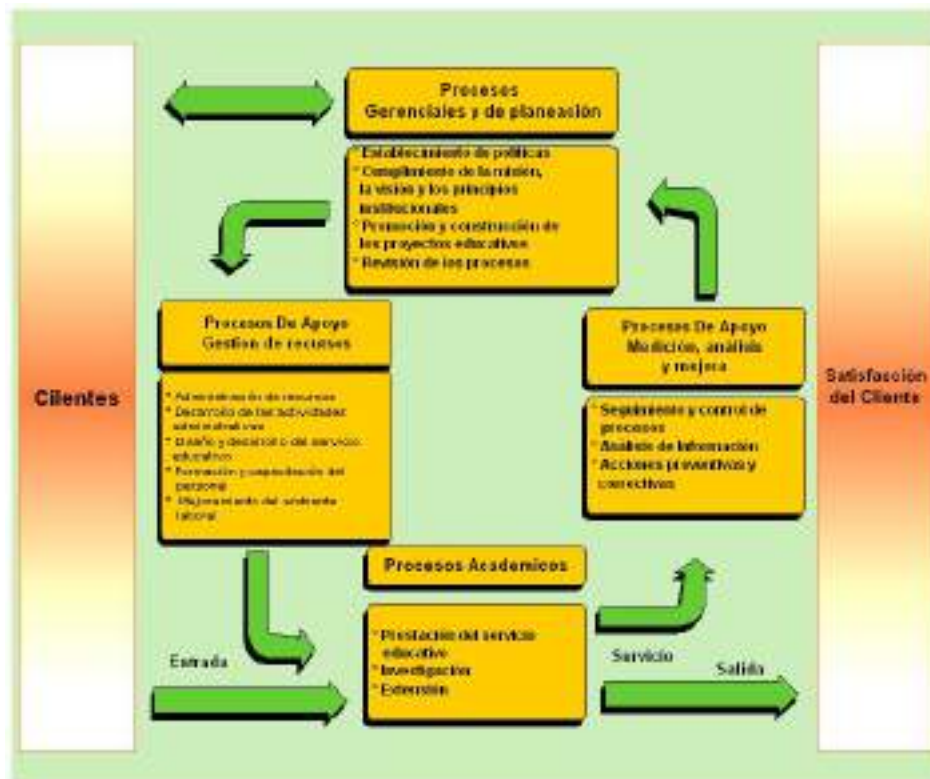 Procesos
Gerenciales y de planeación
* Establecimiento de políticas
* Cumplimiento de la misión,
la visión y los principios
institucionales
* Promoción y construcción de
los proyectos educativos
* Revisión de los procesos
Procesos De Apoyo
Gestion de recursos
* Administración de recursos
* Desarrollo de las actividades
administrativas
* Diseño y desarrollo del servicio
educativo
* Formación y capacitación del
personal
* Mejoramiento del ambiente
laboral
Procesos De Apoyo
Medición, análisis
y mejora
* Seguimiento y control de
procesos
* Análisis de Información
* Acciones preventivas y
correctivas
Clientes
Satisfacción
del Cliente
Procesos Academicos
* Prestación del servicio
educativo
* Investigación
* Extensión
Entrada
Servicio
Salida